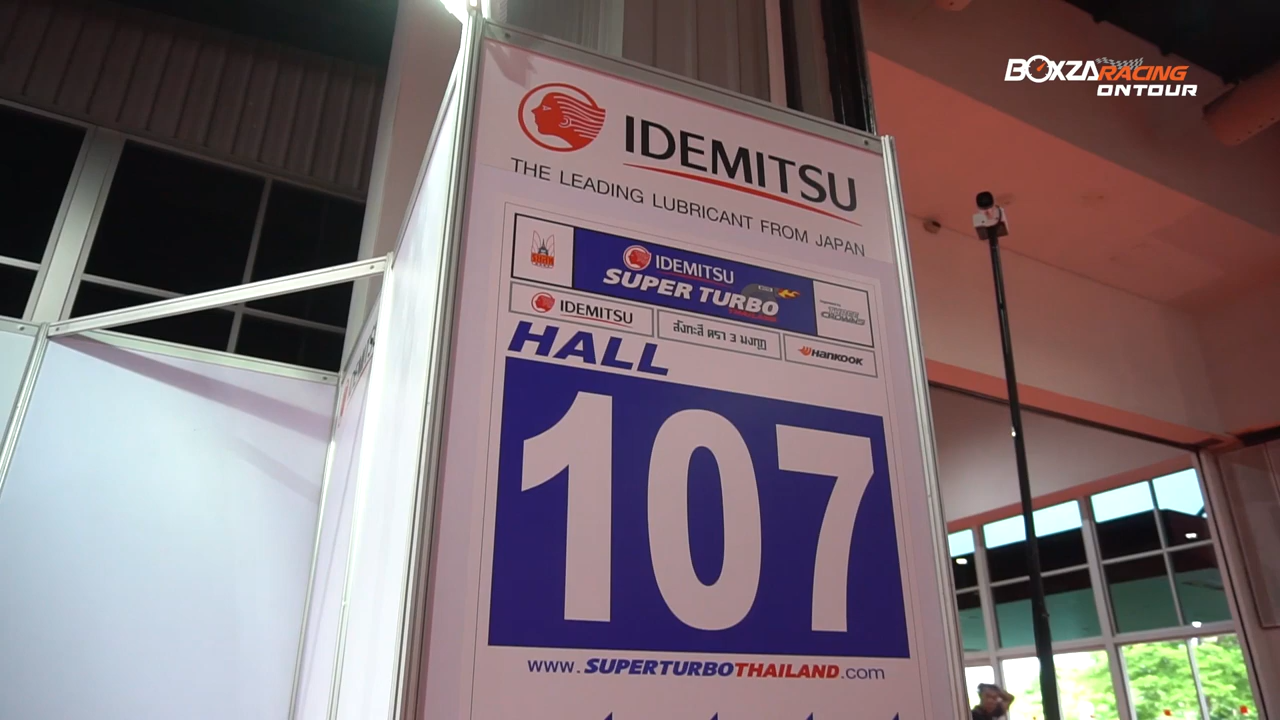 BOXZA RACING
ONTOUR
IDEMITSU
THE LEADING LUBRICANT FROM JAPAN
IDEMITSU
SUPER TURBO
THAILAND
IDEMITSU
สังกะสี ตรา 3 มงกุฎ
HANKOOK
HALL
107
www.SUPERTURBOTHAILAND.com